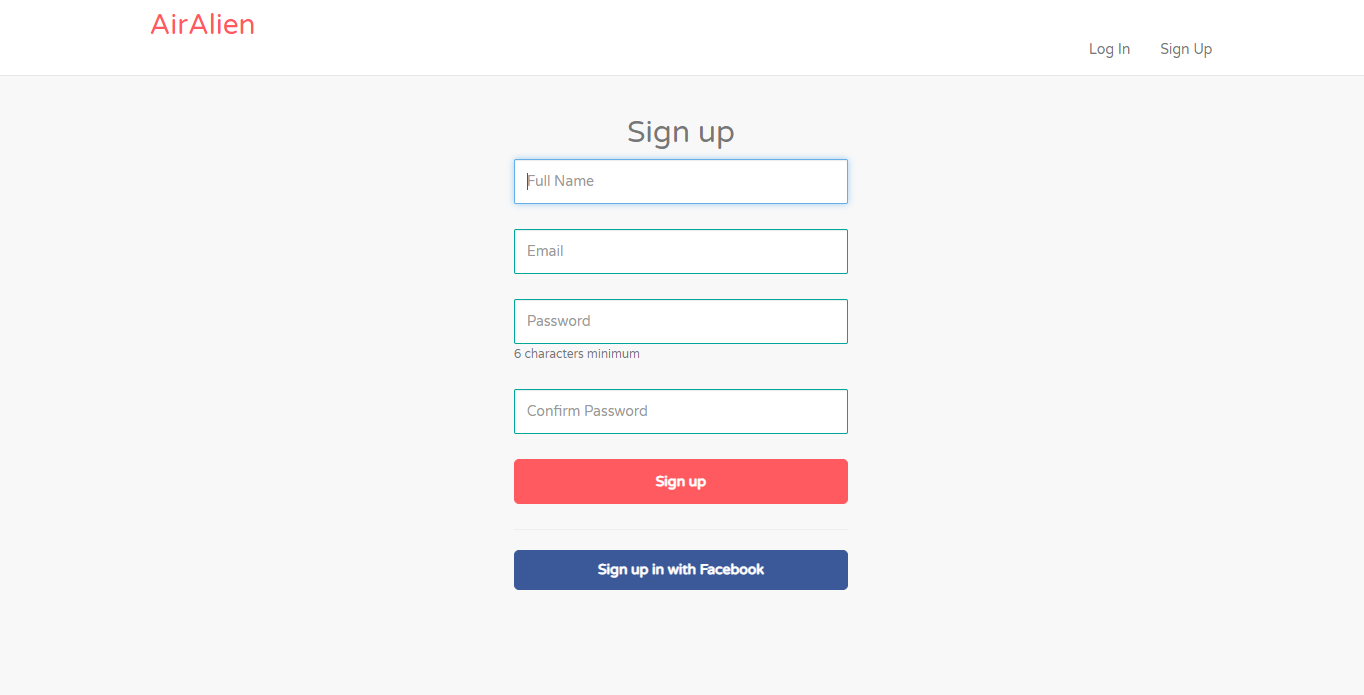 AirAlien
Log In Sign Up
Sign up
Full Name
Email
Password
6 characters minimum
Confirm Password
Sign up
Sign up in with Facebook